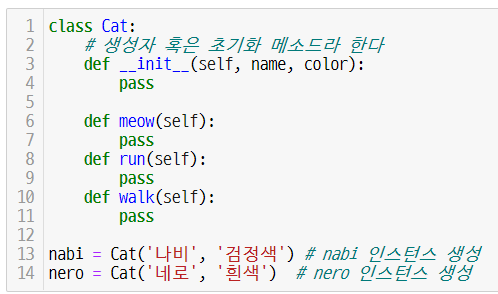 1 class Cat:
2     # 생성자 혹은 초기화 메소드라 한다
3     def __init__(self, name, color):
4         pass
5
6     def meow(self):
7         pass
8     def run(self):
9         pass
10     def walk(self):
11         pass
12
13 nabi = Cat('나비', '검정색') # nabi 인스턴스 생성
14 nero = Cat('네로', '흰색')  # nero 인스턴스 생성